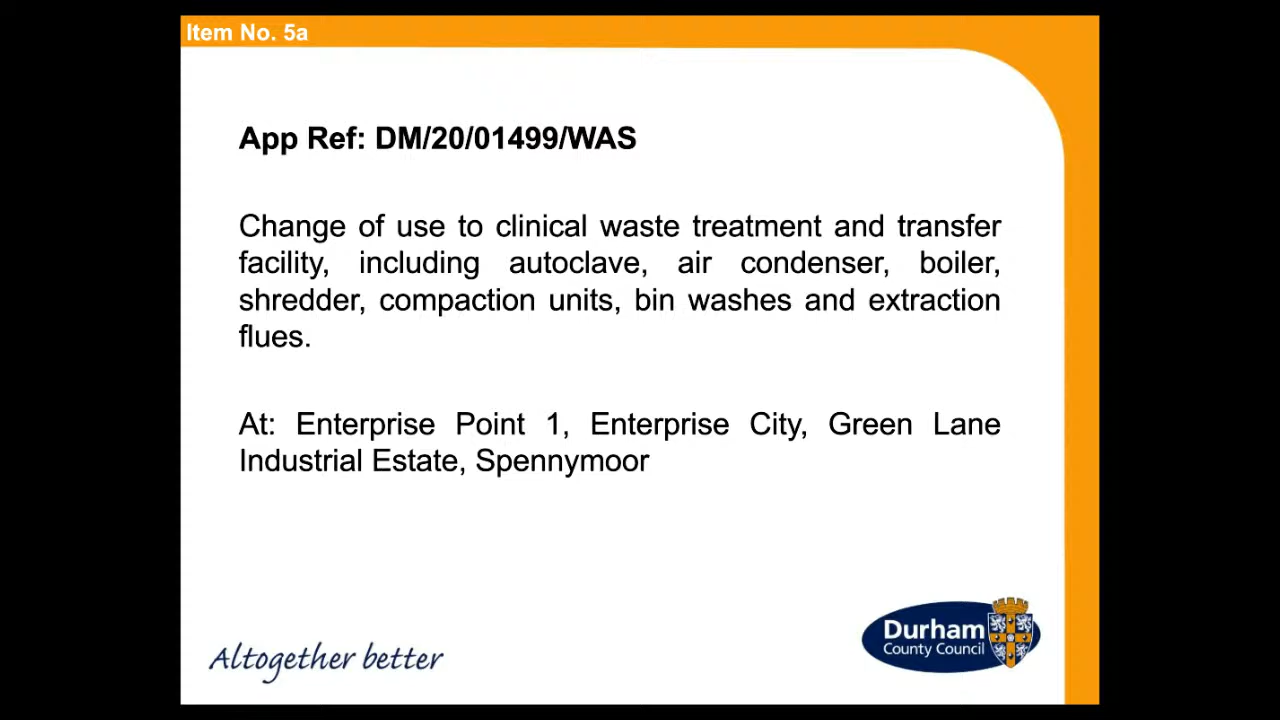 Item No. 5a
App Ref: DM/20/01499/WAS
Change of use to clinical waste treatment and transfer
facility, including autoclave, air condenser, boiler,
shredder, compaction units, bin washes and extraction
flues.
At: Enterprise Point 1, Enterprise City, Green Lane
Industrial Estate, Spennymoor
Altogether better
Durham
County Council